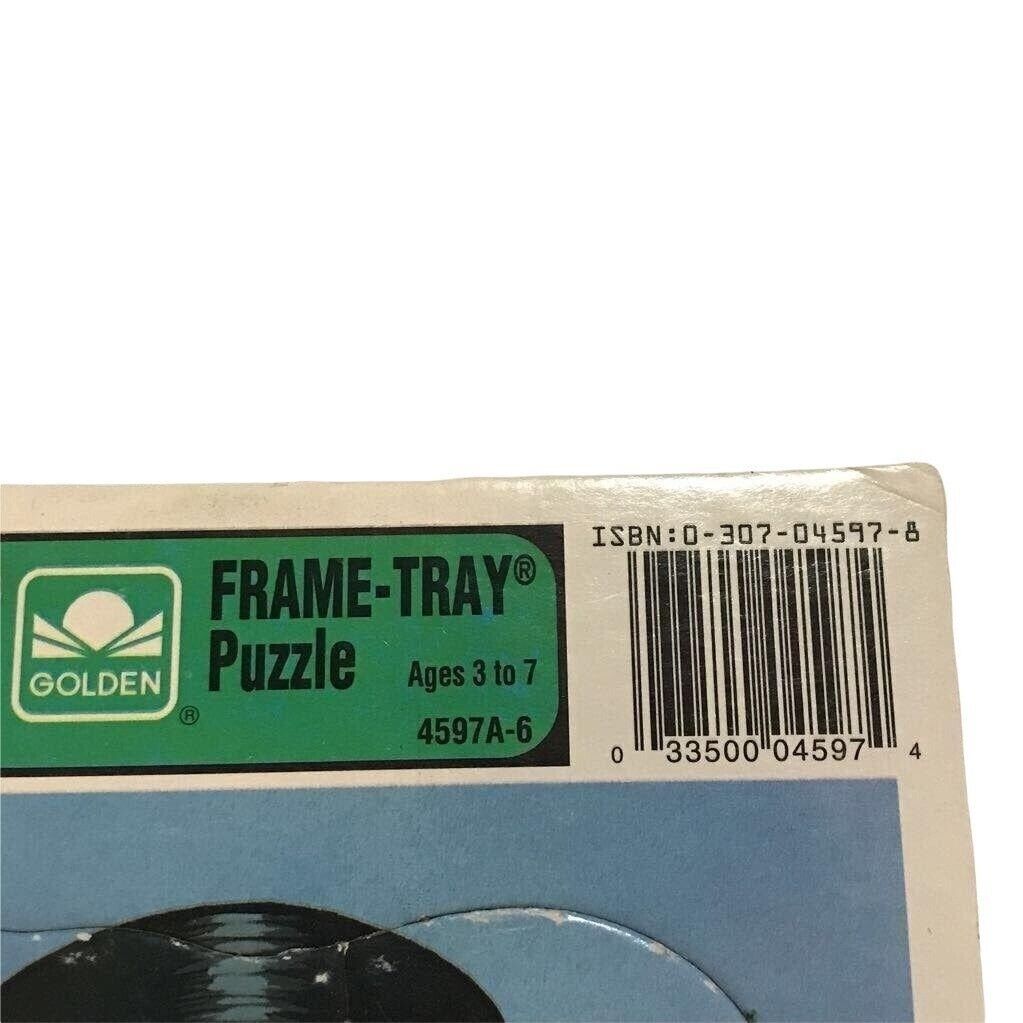 FRAME-TRAY®
Puzzle
Ages 3 to 7
4597A-6
GOLDEN
®
ISBN:0-307-04597-8
0 33500 04597 4